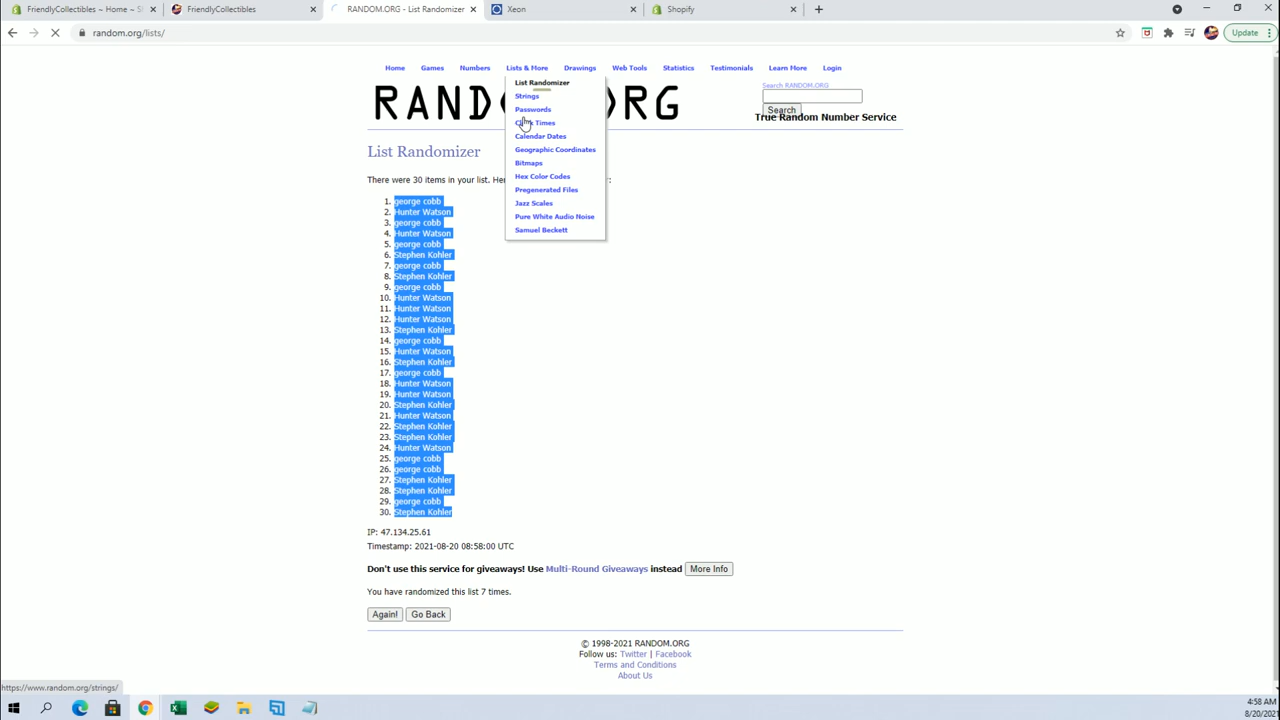 FriendlyCollectibles ~ Home ~ S
FriendlyCollectibles
RANDOM.ORG - List Randomizer
Xeon
Shopify
random.org/lists/
Update
Home
Games
Numbers
Lists & More
Drawings
Web Tools
Statistics
Testimonials
Learn More
Login
List Randomizer
Strings
Passwords
Clock Times
Calendar Dates
Geographic Coordinates
Bitmaps
Hex Color Codes
Pregenerated Files
Jazz Scales
Pure White Audio Noise
Samuel Beckett
Search RANDOM.ORG
Search
True Random Number Service
List Randomizer
There were 30 items in your list.
1. george cobb
2. Hunter Watson
3. george cobb
4. Hunter Watson
5. george cobb
6. Stephen Kohler
7. george cobb
8. Stephen Kohler
9. george cobb
10. Hunter Watson
11. Hunter Watson
12. Hunter Watson
13. Stephen Kohler
14. george cobb
15. Hunter Watson
16. Stephen Kohler
17. george cobb
18. Hunter Watson
19. Hunter Watson
20. Stephen Kohler
21. Hunter Watson
22. Stephen Kohler
23. Stephen Kohler
24. Hunter Watson
25. george cobb
26. george cobb
27. Stephen Kohler
28. Stephen Kohler
29. george cobb
30. Stephen Kohler
IP: 47.134.25.61
Timestamp: 2021-08-20 08:58:00 UTC
Don't use this service for giveaways! Use Multi-Round Giveaways instead More Info
You have randomized this list 7 times.
Again! Go Back
© 1998-2021 RANDOM.ORG
Follow us: Twitter | Facebook
Terms and Conditions
About Us
https://www.random.org/strings/
4:58 AM
8/20/2021